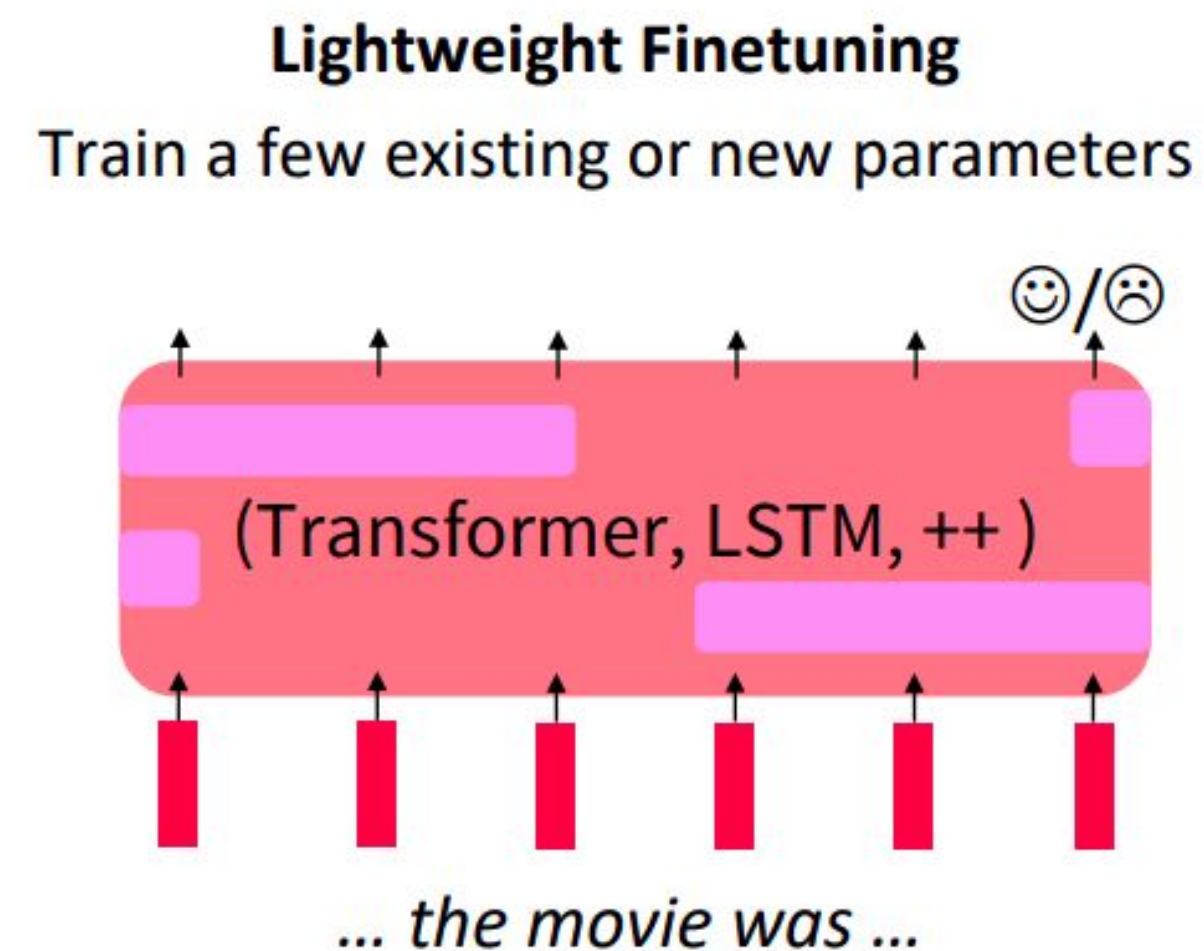 Lightweight Finetuning
Train a few existing or new parameters
☺/☹
(Transformer, LSTM, ++ )
... the movie was ...